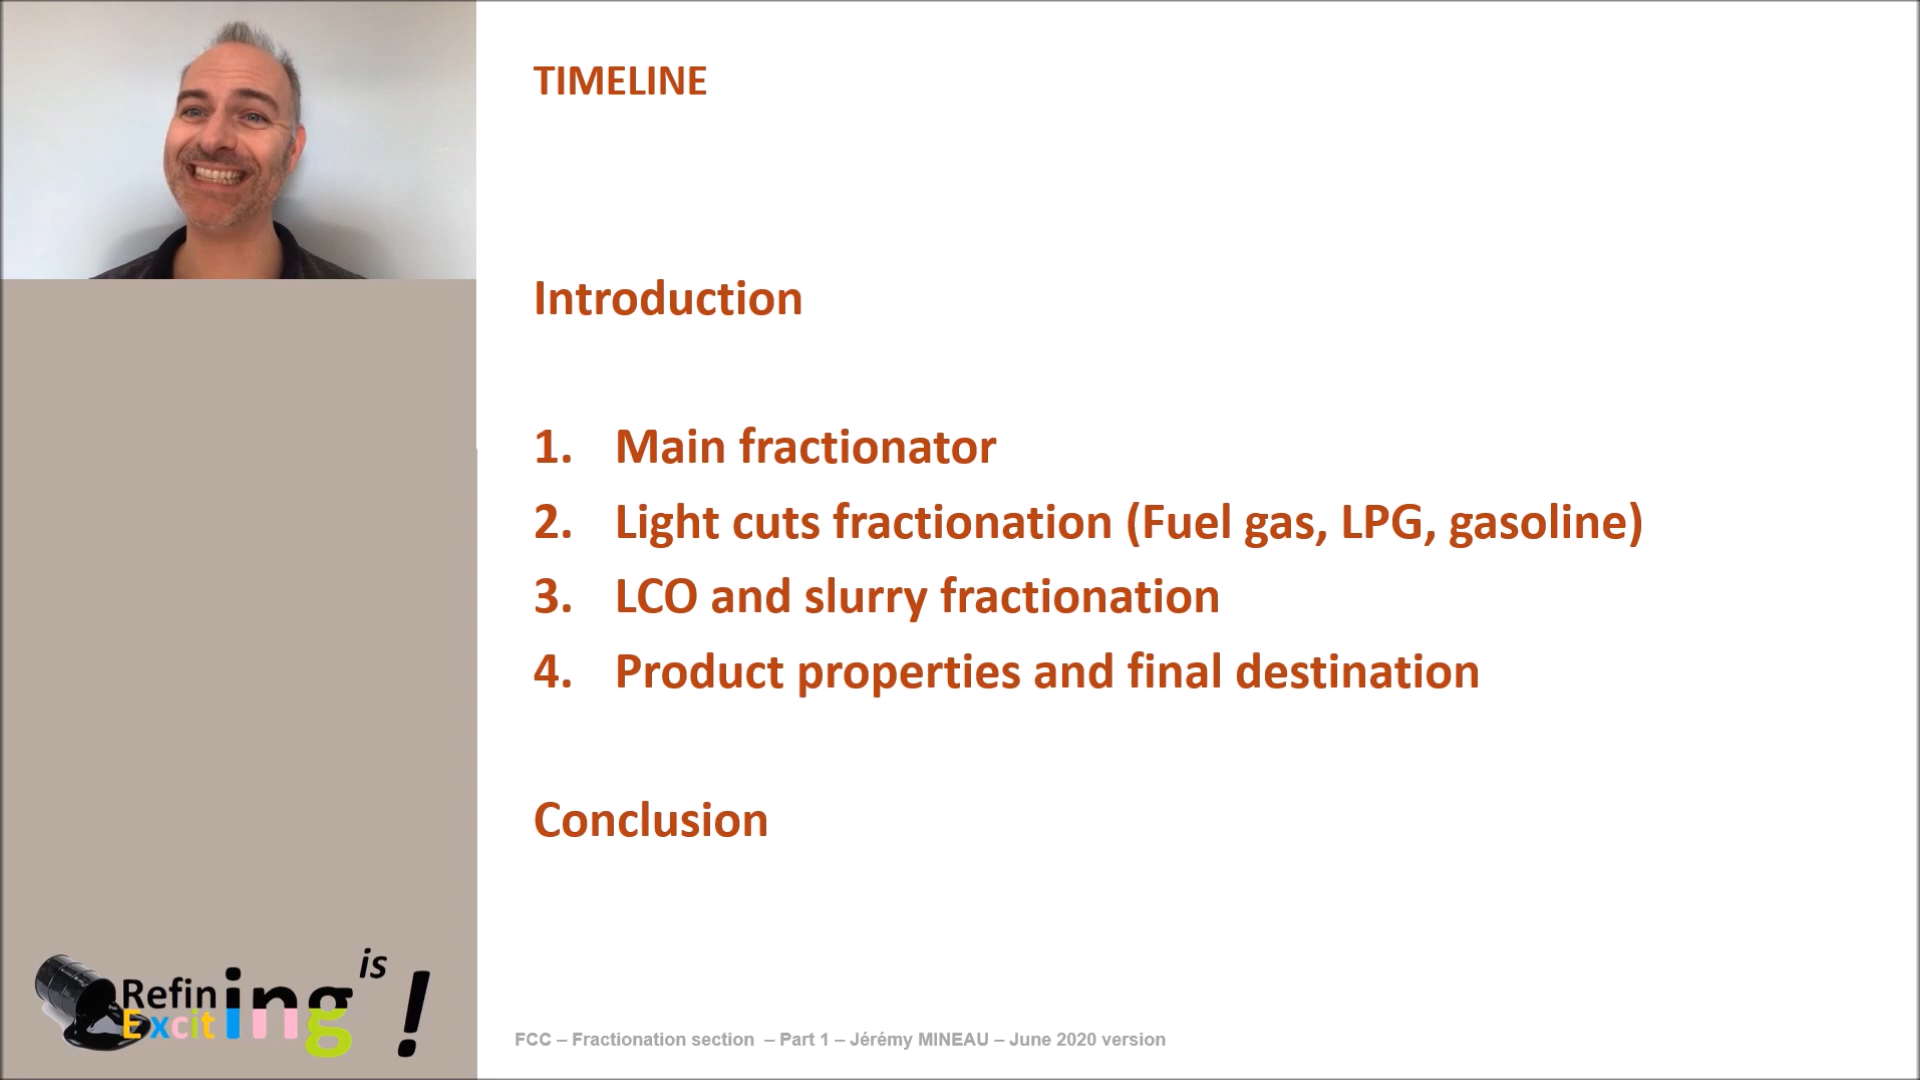 TIMELINE
Introduction
1. Main fractionator
2. Light cuts fractionation (Fuel gas, LPG, gasoline)
3. LCO and slurry fractionation
4. Product properties and final destination
Conclusion
Refining is
Exciting !
FCC – Fractionation section – Part 1 – Jérémy MINEAU – June 2020 version